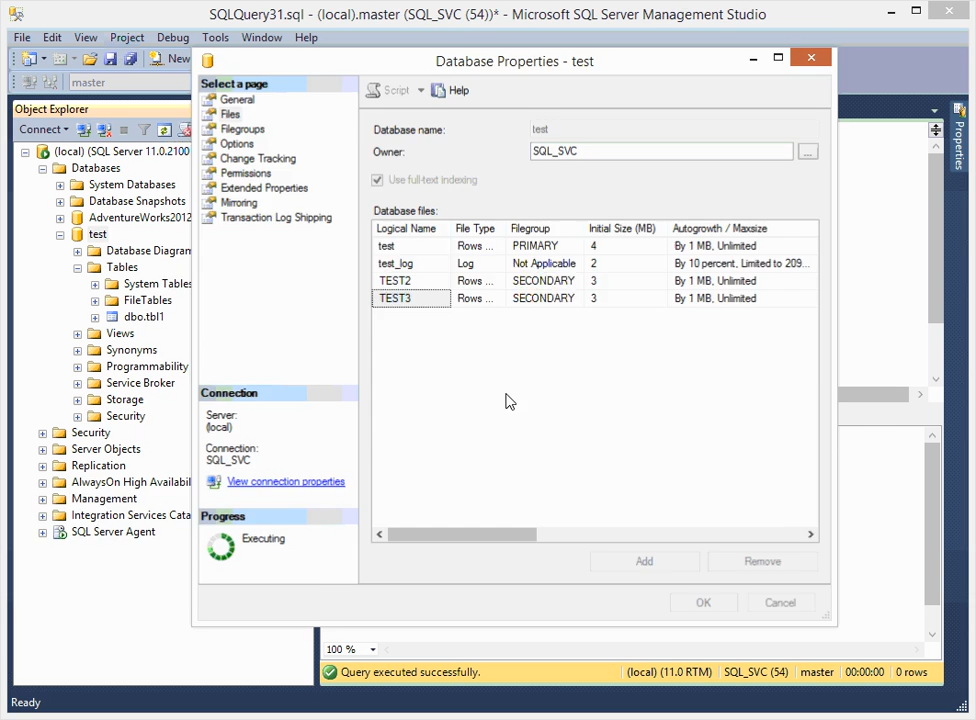 SQLQuery31.sql - (local).master (SQL_SVC (54))* - Microsoft SQL Server Management Studio
File Edit View Project Debug Tools Window Help
New
master
Object Explorer
Connect
(local) (SQL Server 11.0.2100
Databases
System Databases
Database Snapshots
AdventureWorks2012
test
Database Diagran
Tables
System Tables
FileTables
dbo.tbl1
Views
Synonyms
Programmability
Service Broker
Storage
Security
Security
Server Objects
Replication
AlwaysOn High Availabil
Management
Integration Services Cata
SQL Server Agent
Database Properties - test
Select a page
General
Files
Filegroups
Options
Change Tracking
Permissions
Extended Properties
Mirroring
Transaction Log Shipping
Connection
Server:
(local)
Connection:
SQL_SVC
View connection properties
Progress
Executing
Script Help
Database name: test
Owner: SQL_SVC ...
Use full-text indexing
Database files:
Logical Name File Type Filegroup Initial Size (MB) Autogrowth / Maxsize
test Rows ... PRIMARY 4 By 1 MB, Unlimited
test_log Log Not Applicable 2 By 10 percent, Limited to 209...
TEST2 Rows ... SECONDARY 3 By 1 MB, Unlimited
TEST3 Rows ... SECONDARY 3 By 1 MB, Unlimited
Add Remove
OK Cancel
Properties
100 %
Query executed successfully. (local) (11.0 RTM) SQL_SVC (54) master 00:00:00 0 rows
Ready